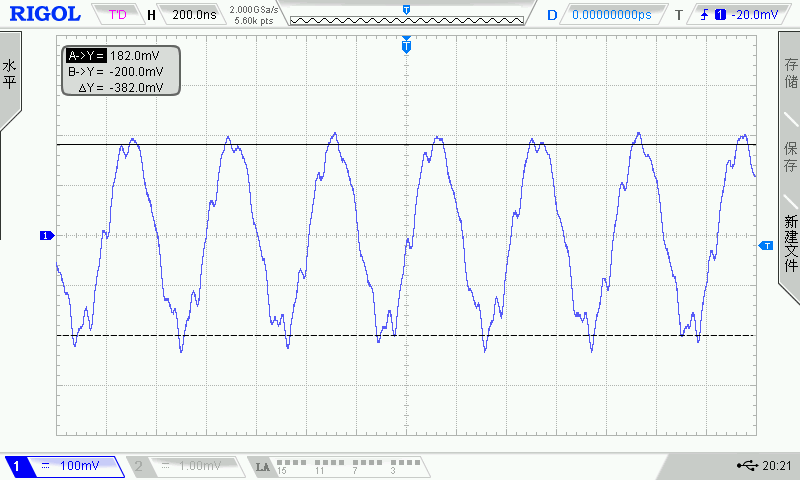 RIGOL T'D H 200.0ns 2.000GSa/s 5.60k pts T D 0.00000000ps T 1 -20.0mV
T
A->Y= 182.0mV
B->Y= -200.0mV
ΔY= -382.0mV
水平
存储
保存
新建文件
1
T
1 100mV 2 1.00mV LA 15 11 7 3 20:21